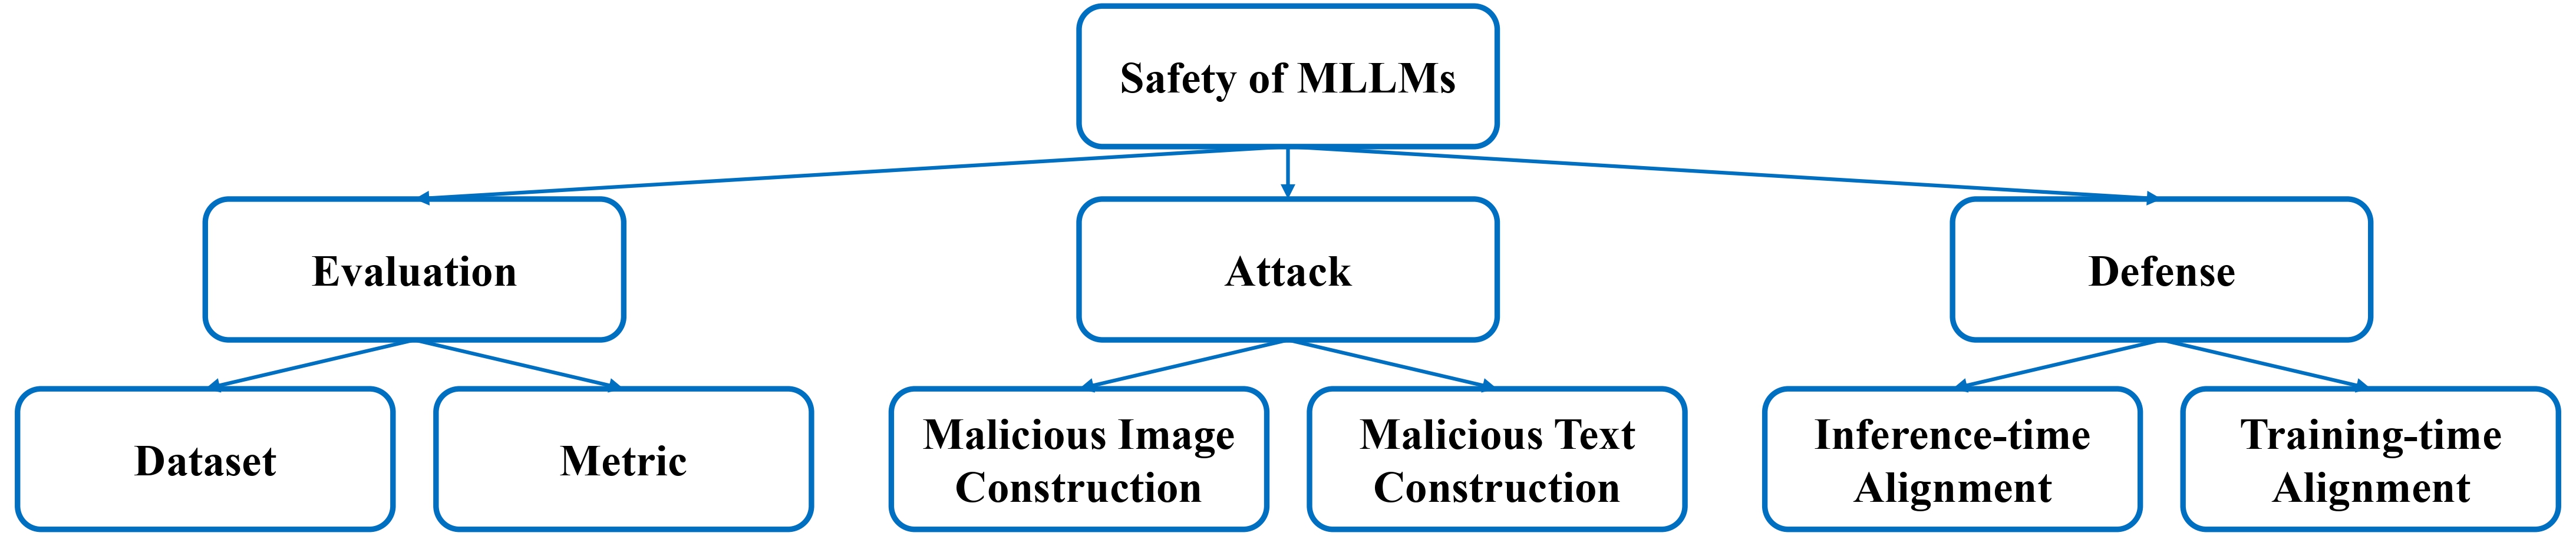 Safety of MLLMs
Evaluation
Attack
Defense
Dataset
Metric
Malicious Image
Construction
Malicious Text
Construction
Inference-time
Alignment
Training-time
Alignment